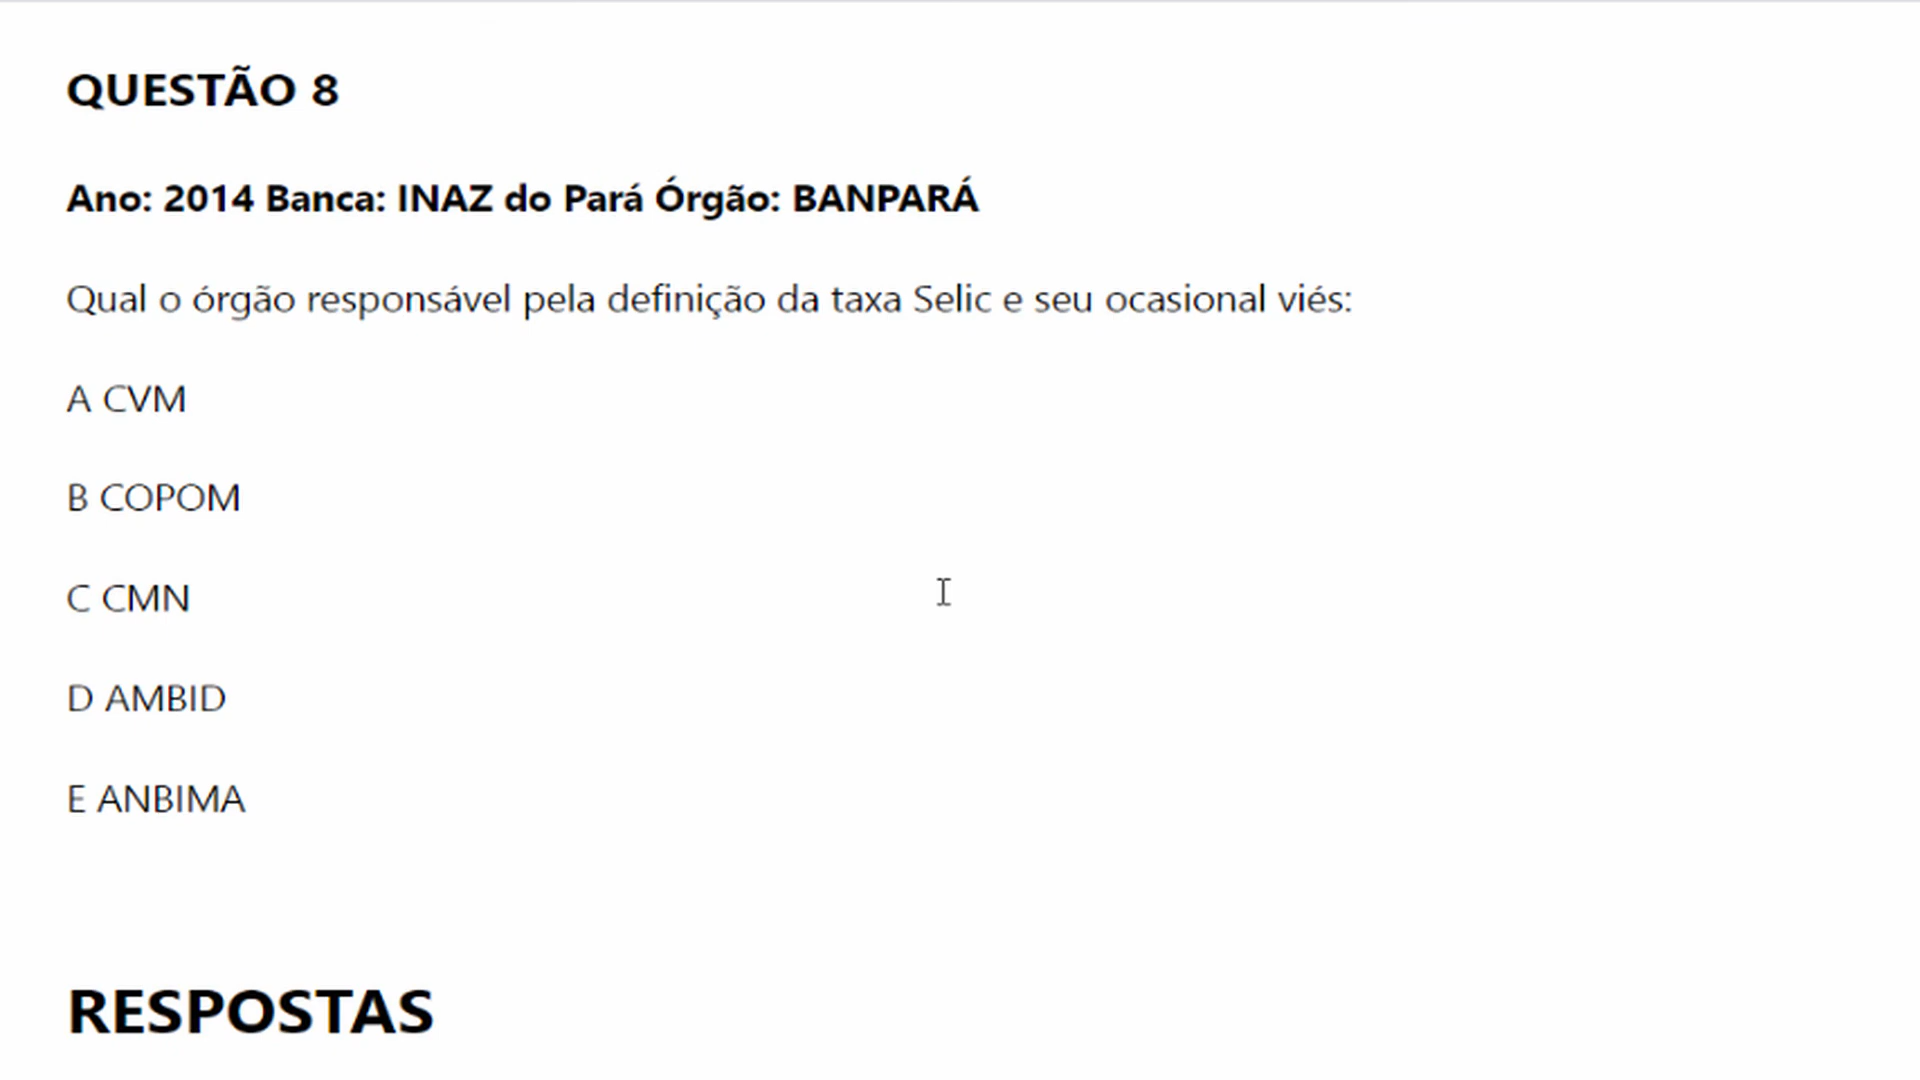 QUESTÃO 8
Ano: 2014 Banca: INAZ do Pará Órgão: BANPARÁ
Qual o órgão responsável pela definição da taxa Selic e seu ocasional viés:
A CVM
B COPOM
C CMN
D AMBID
E ANBIMA
RESPOSTAS